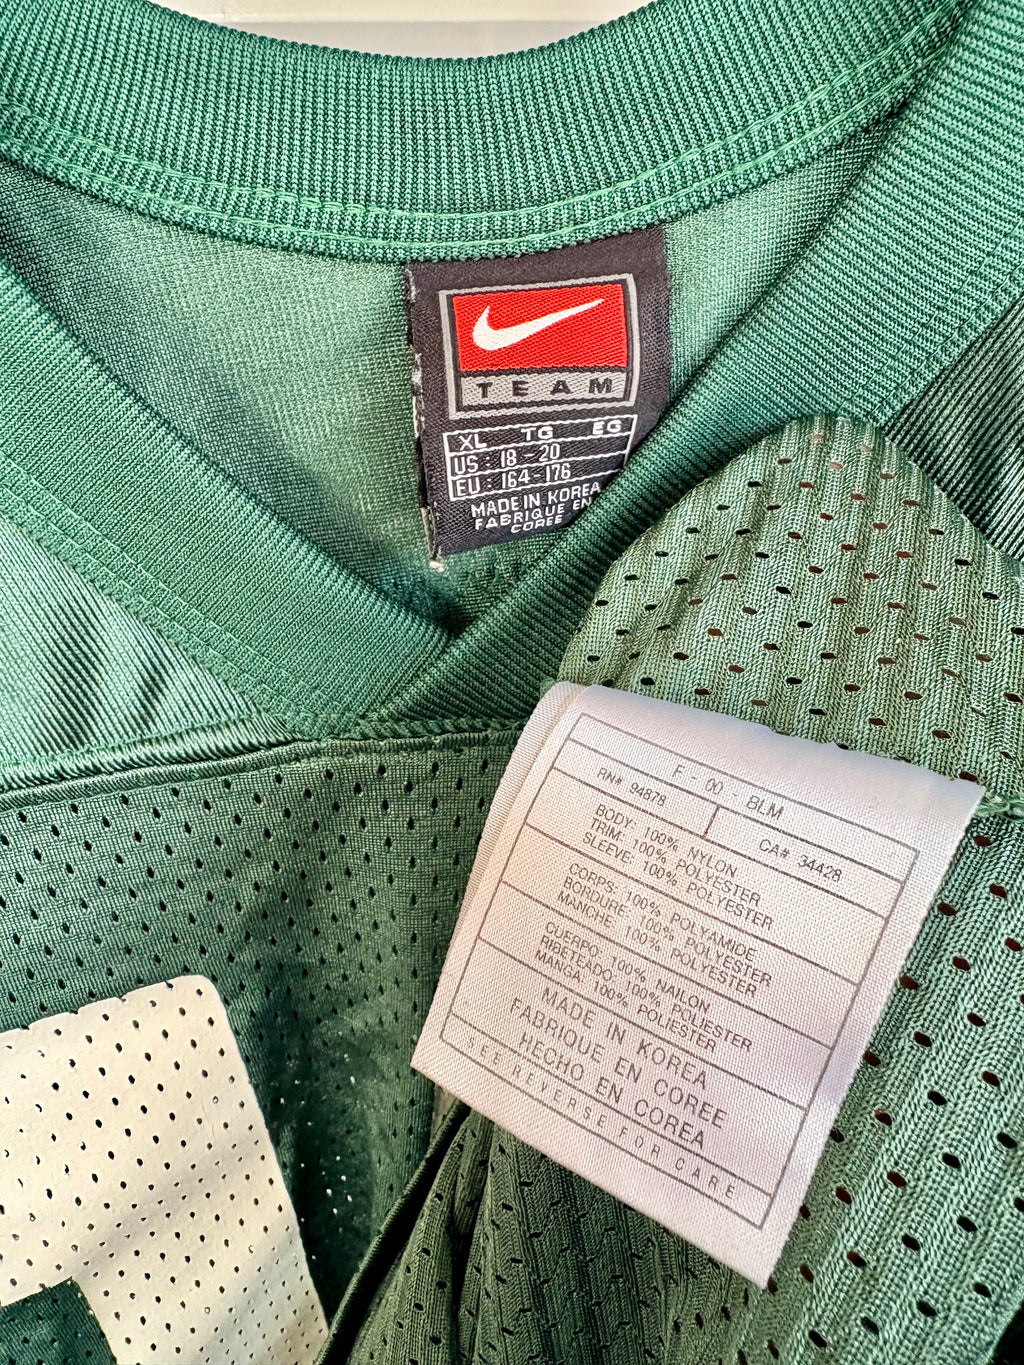 TEAM
XL TG EG
US: 18-20
EU: 164-176
MADE IN KOREA
FABRIQUE EN
COREE
F - 00 - BLM
RN# 94878 CA# 34428
BODY: 100% NYLON
TRIM: 100% POLYESTER
SLEEVE: 100% POLYESTER
CORPS: 100% POLYAMIDE
BORDURE: 100% POLYESTER
MANCHE: 100% POLYESTER
CUERPO: 100% NAILON
RIBETEADO: 100% POLIESTER
MANGA: 100% POLIESTER
MADE IN KOREA
FABRIQUE EN COREE
HECHO EN COREA
SEE REVERSE FOR CARE